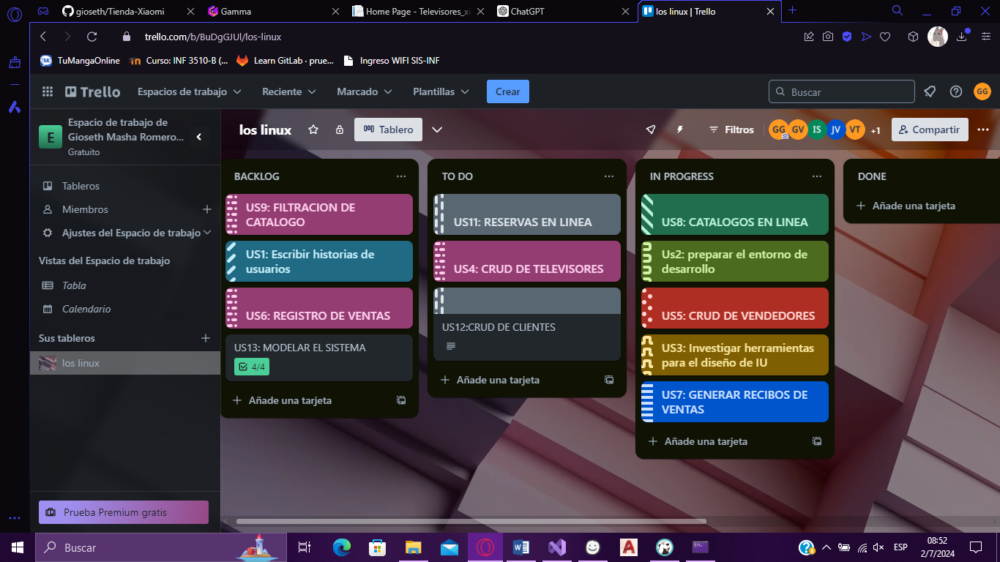 gioseth/Tienda-Xiaomi
Gamma
Home Page - Televisores_xi
ChatGPT
los linux | Trello
trello.com/b/BuDgGJUl/los-linux
TuMangaOnline
Curso: INF 3510-B (...
Learn GitLab · prue...
Ingreso WIFI SIS-INF
Trello
Espacios de trabajo
Reciente
Marcado
Plantillas
Crear
Buscar
GG
E
Espacio de trabajo de
Gioseth Masha Romero...
Gratuito
los linux
Tablero
Filtros
GG
GV
IS
JV
VT
+1
Compartir
Tableros
Miembros
Ajustes del Espacio de trabajo
Vistas del Espacio de trabajo
Tabla
Calendario
Sus tableros
los linux
Prueba Premium gratis
BACKLOG
US9: FILTRACION DE
CATALOGO
US1: Escribir historias de
usuarios
US6: REGISTRO DE VENTAS
US13: MODELAR EL SISTEMA
4/4
Añade una tarjeta
TO DO
US11: RESERVAS EN LINEA
US4: CRUD DE TELEVISORES
US12:CRUD DE CLIENTES
Añade una tarjeta
IN PROGRESS
US8: CATALOGOS EN LINEA
Us2: preparar el entorno de
desarrollo
US5: CRUD DE VENDEDORES
US3: Investigar herramientas
para el diseño de IU
US7: GENERAR RECIBOS DE
VENTAS
Añade una tarjeta
DONE
Añade una tarjeta
Buscar
ESP
08:52
2/7/2024